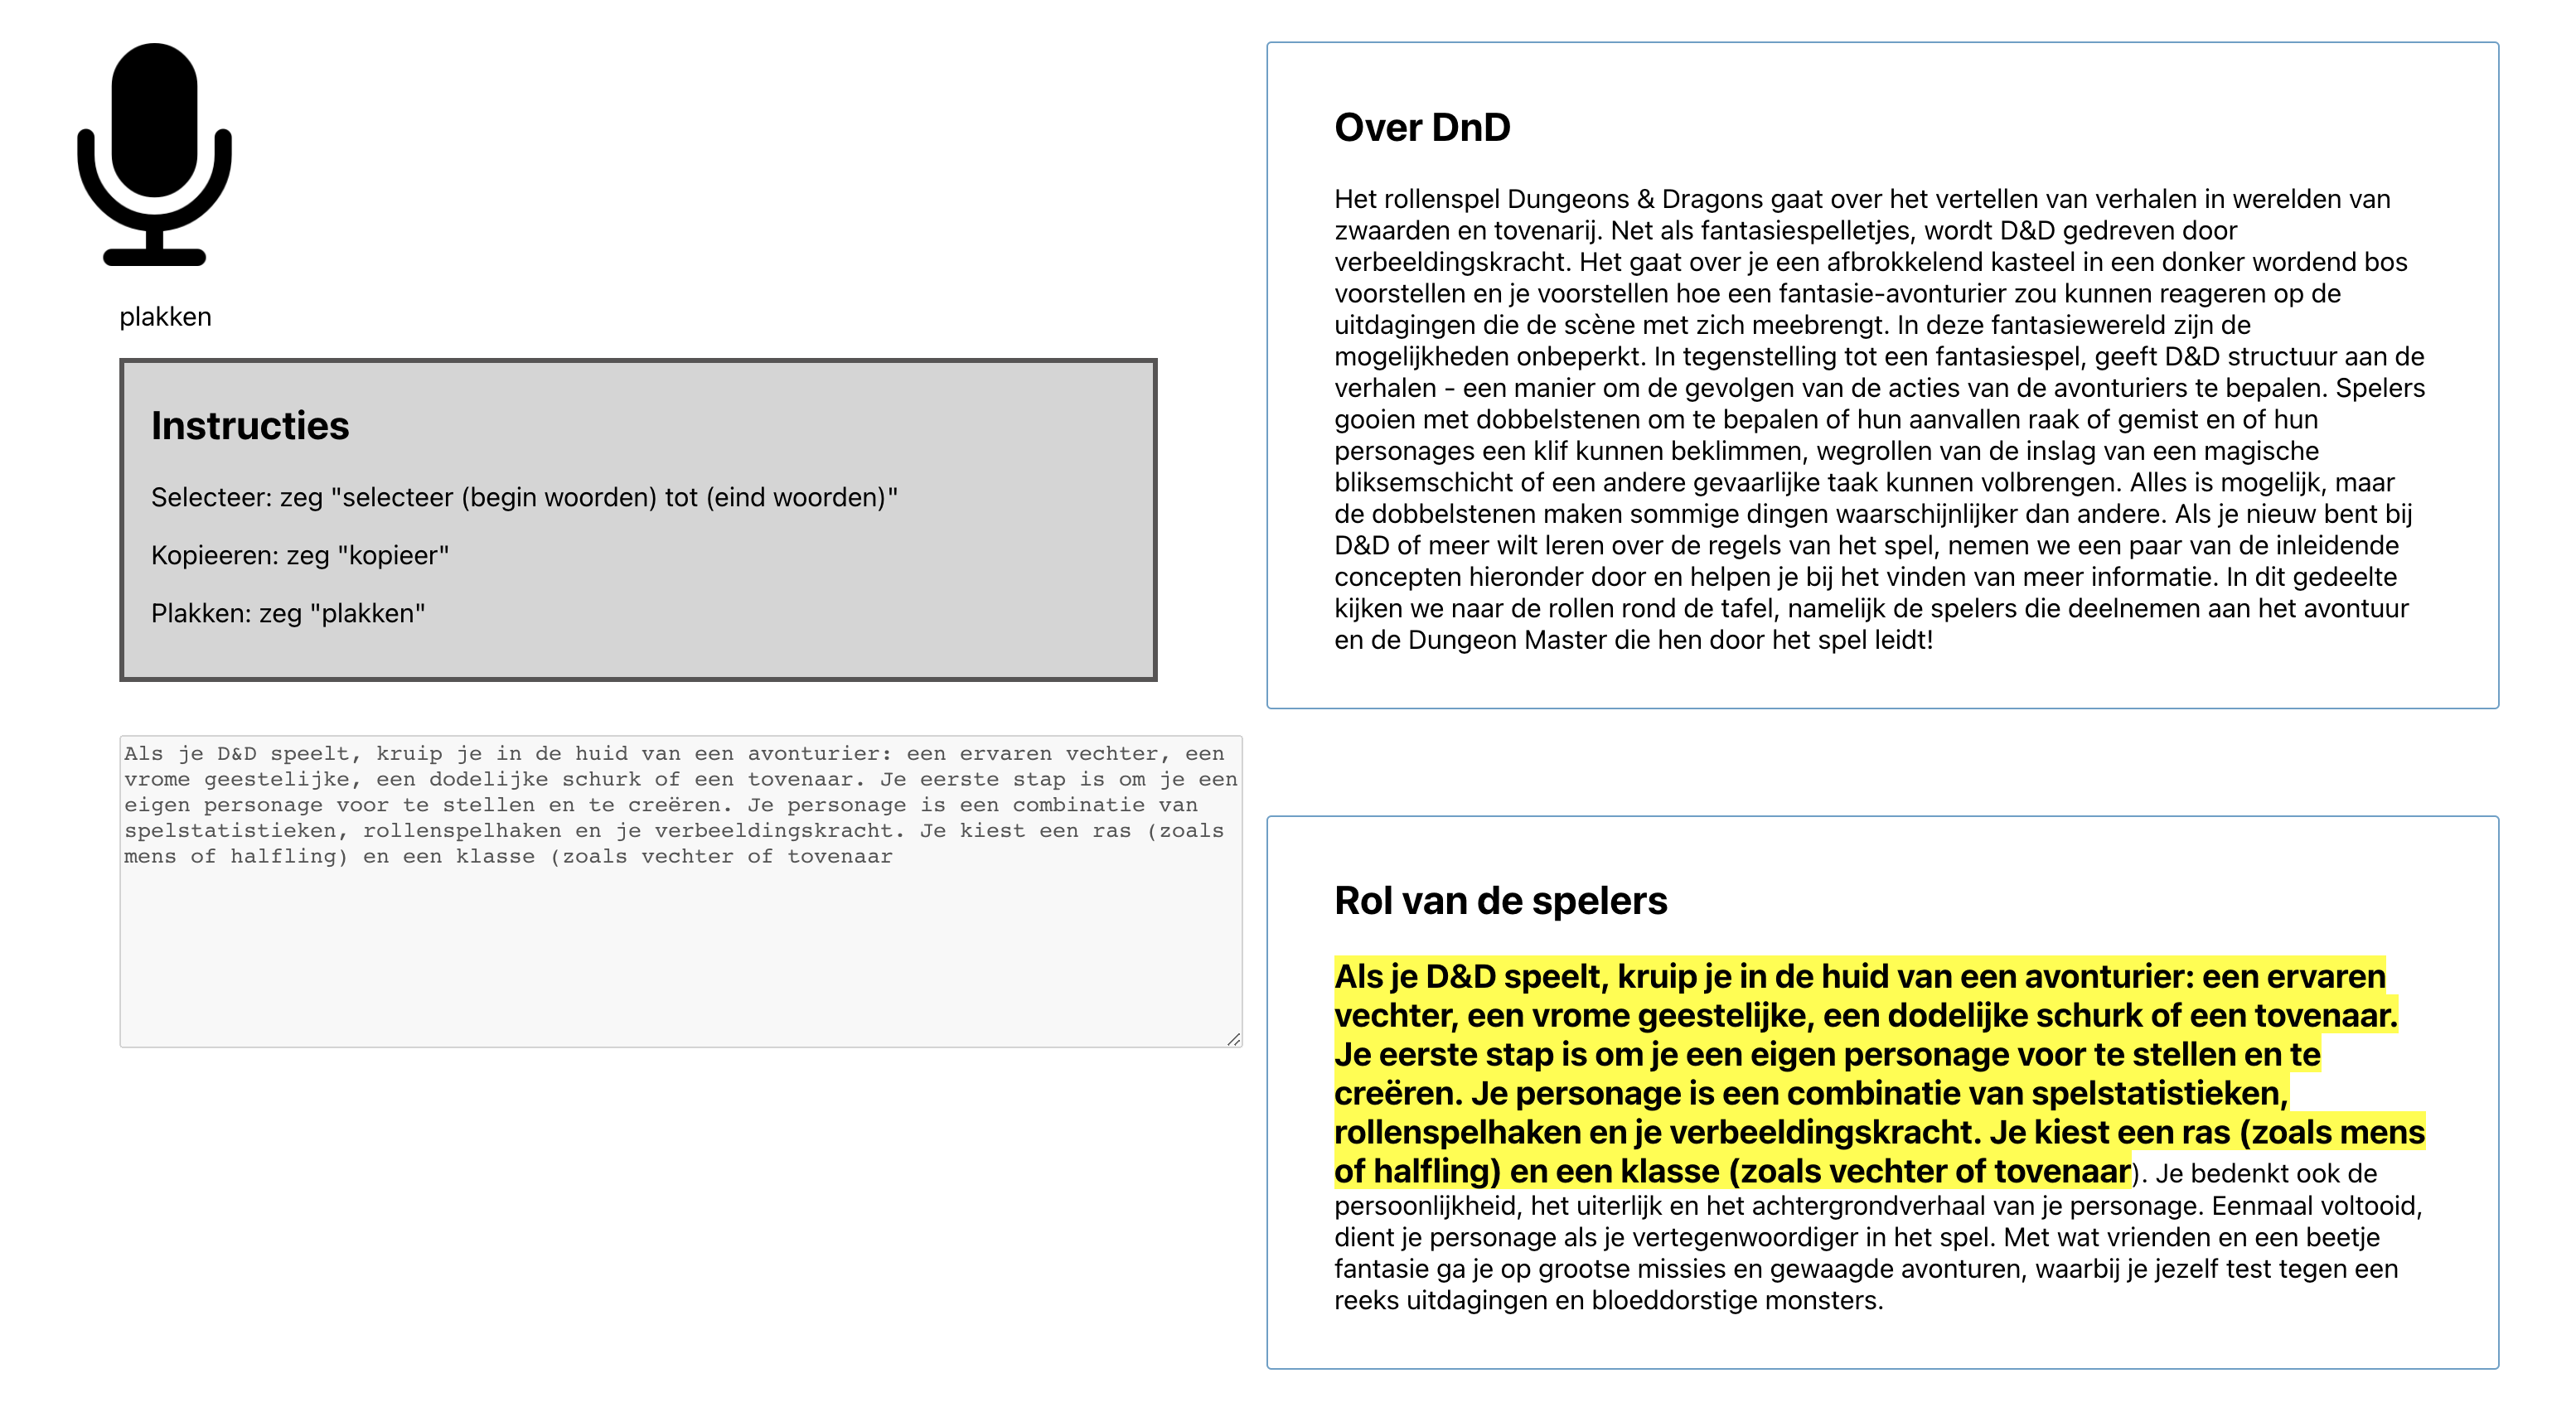 plakken
Instructies
Selecteer: zeg "selecteer (begin woorden) tot (eind woorden)"
Kopieeren: zeg "kopieer"
Plakken: zeg "plakken"
Als je D&D speelt, kruip je in de huid van een avonturier: een ervaren vechter, een
vrome geestelijke, een dodelijke schurk of een tovenaar. Je eerste stap is om je een
eigen personage voor te stellen en te creëren. Je personage is een combinatie van
spelstatistieken, rollenspelhaken en je verbeeldingskracht. Je kiest een ras (zoals
mens of halfling) en een klasse (zoals vechter of tovenaar
Over DnD
Het rollenspel Dungeons & Dragons gaat over het vertellen van verhalen in werelden van
zwaarden en tovenarij. Net als fantasiespelletjes, wordt D&D gedreven door
verbeeldingskracht. Het gaat over je een afbrokkelend kasteel in een donker wordend bos
voorstellen en je voorstellen hoe een fantasie-avonturier zou kunnen reageren op de
uitdagingen die de scène met zich meebrengt. In deze fantasiewereld zijn de
mogelijkheden onbeperkt. In tegenstelling tot een fantasiespel, geeft D&D structuur aan de
verhalen - een manier om de gevolgen van de acties van de avonturiers te bepalen. Spelers
gooien met dobbelstenen om te bepalen of hun aanvallen raak of gemist en of hun
personages een klif kunnen beklimmen, wegrollen van de inslag van een magische
bliksemschicht of een andere gevaarlijke taak kunnen volbrengen. Alles is mogelijk, maar
de dobbelstenen maken sommige dingen waarschijnlijker dan andere. Als je nieuw bent bij
D&D of meer wilt leren over de regels van het spel, nemen we een paar van de inleidende
concepten hieronder door en helpen je bij het vinden van meer informatie. In dit gedeelte
kijken we naar de rollen rond de tafel, namelijk de spelers die deelnemen aan het avontuur
en de Dungeon Master die hen door het spel leidt!
Rol van de spelers
Als je D&D speelt, kruip je in de huid van een avonturier: een ervaren
vechter, een vrome geestelijke, een dodelijke schurk of een tovenaar.
Je eerste stap is om je een eigen personage voor te stellen en te
creëren. Je personage is een combinatie van spelstatistieken,
rollenspelhaken en je verbeeldingskracht. Je kiest een ras (zoals mens
of halfling) en een klasse (zoals vechter of tovenaar). Je bedenkt ook de
persoonlijkheid, het uiterlijk en het achtergrondverhaal van je personage. Eenmaal voltooid,
dient je personage als je vertegenwoordiger in het spel. Met wat vrienden en een beetje
fantasie ga je op grootse missies en gewaagde avonturen, waarbij je jezelf test tegen een
reeks uitdagingen en bloeddorstige monsters.